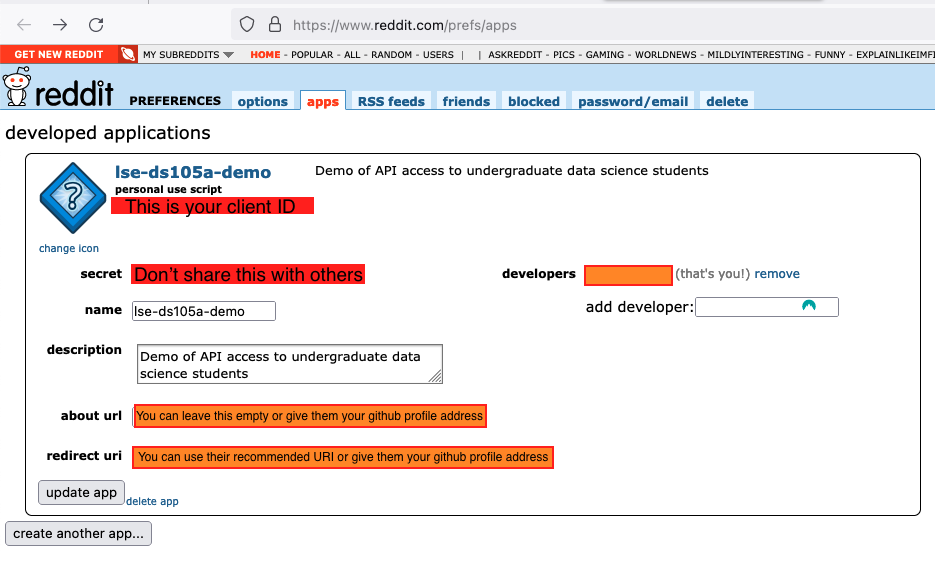 https://www.reddit.com/prefs/apps
GET NEW REDDIT MY SUBREDDITS HOME - POPULAR - ALL - RANDOM - USERS | | ASKREDDIT - PICS - GAMING - WORLDNEWS - MILDLYINTERESTING - FUNNY - EXPLAINLIKEIMFI
reddit PREFERENCES options apps RSS feeds friends blocked password/email delete
developed applications
? lse-ds105a-demo Demo of API access to undergraduate data science students
personal use script
This is your client ID
change icon
secret Don't share this with others developers (that's you!) remove
name lse-ds105a-demo add developer:
description Demo of API access to undergraduate data
science students
about url You can leave this empty or give them your github profile address
redirect uri You can use their recommended URI or give them your github profile address
update app delete app
create another app...